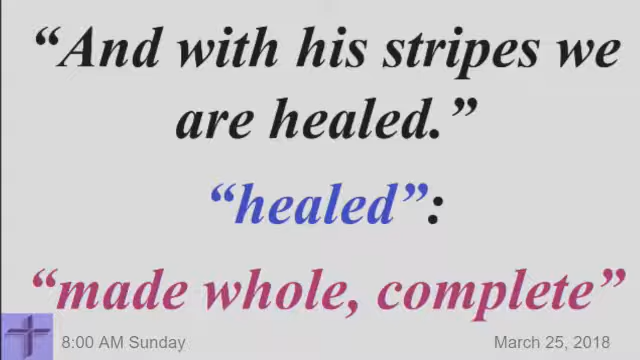 “And with his stripes we
are healed.”
“healed”:
“made whole, complete”
8:00 AM Sunday
March 25, 2018